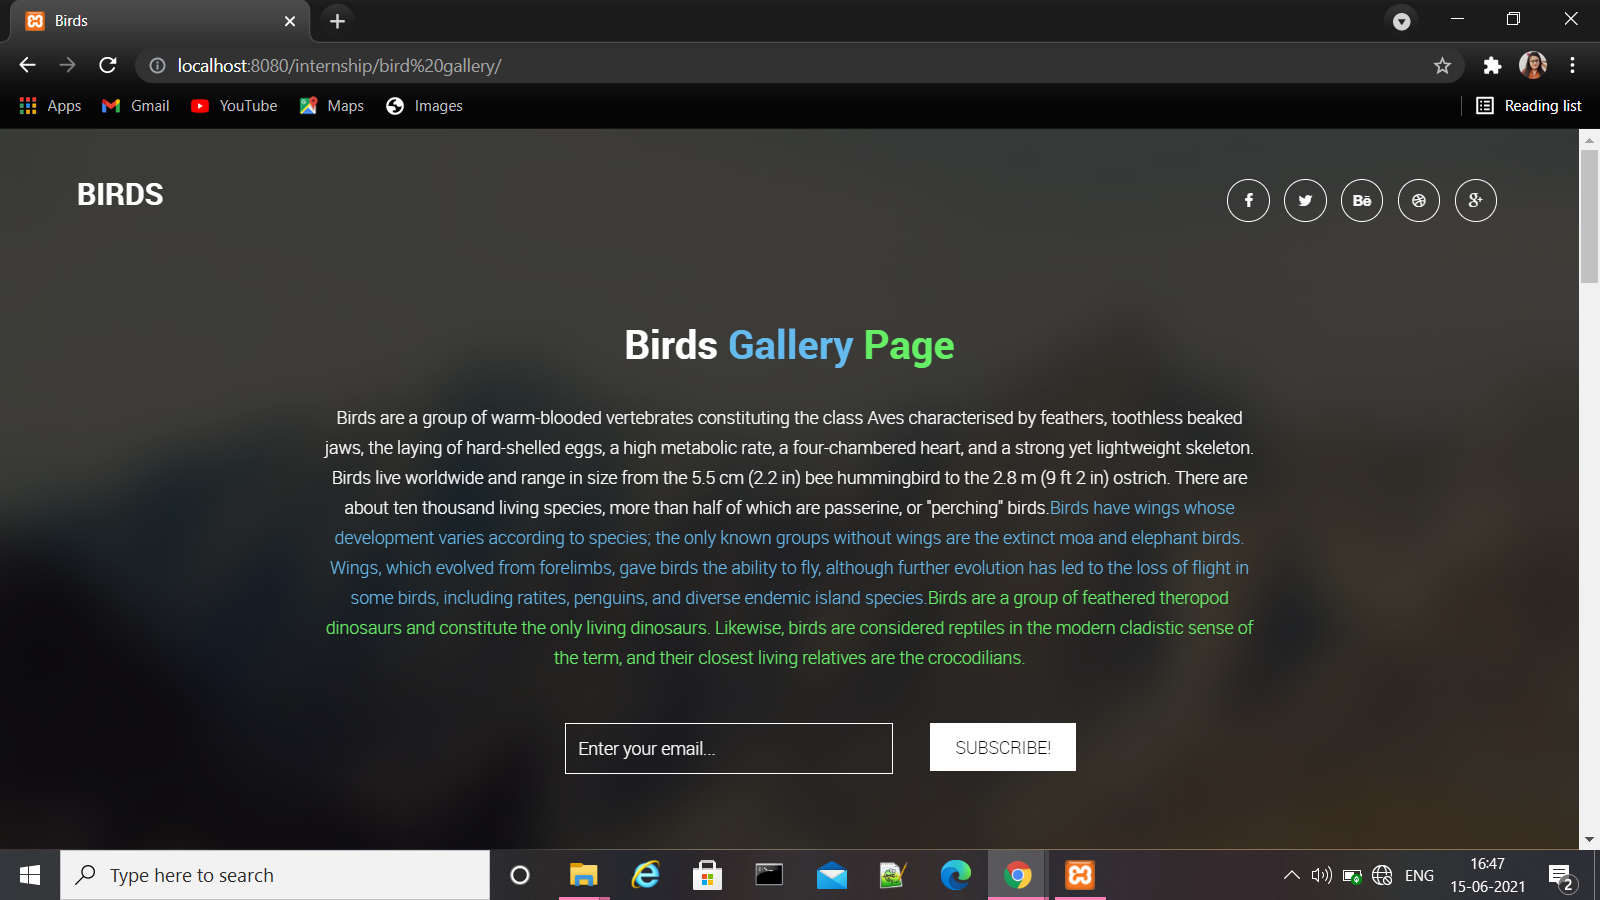 Birds
localhost:8080/internship/bird%20gallery/
Apps Gmail YouTube Maps Images Reading list
BIRDS
Bē g+
Birds Gallery Page
Birds are a group of warm-blooded vertebrates constituting the class Aves characterised by feathers, toothless beaked
jaws, the laying of hard-shelled eggs, a high metabolic rate, a four-chambered heart, and a strong yet lightweight skeleton.
Birds live worldwide and range in size from the 5.5 cm (2.2 in) bee hummingbird to the 2.8 m (9 ft 2 in) ostrich. There are
about ten thousand living species, more than half of which are passerine, or "perching" birds.Birds have wings whose
development varies according to species; the only known groups without wings are the extinct moa and elephant birds.
Wings, which evolved from forelimbs, gave birds the ability to fly, although further evolution has led to the loss of flight in
some birds, including ratites, penguins, and diverse endemic island species.Birds are a group of feathered theropod
dinosaurs and constitute the only living dinosaurs. Likewise, birds are considered reptiles in the modern cladistic sense of
the term, and their closest living relatives are the crocodilians.
Enter your email... SUBSCRIBE!
Type here to search
ENG
16:47
15-06-2021
2